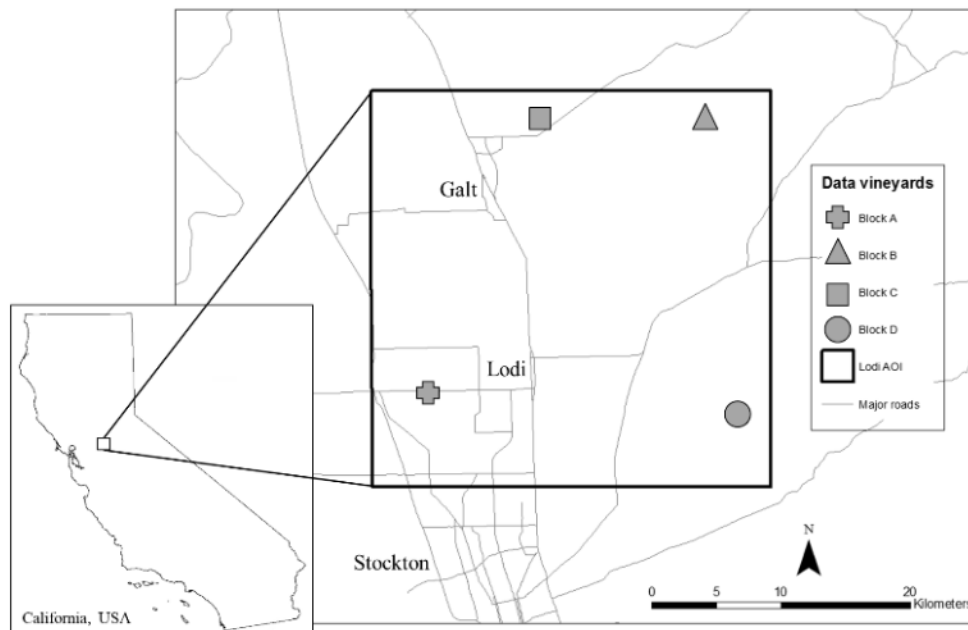 Galt
Data vineyards
Block A
Block B
Block C
Block D
Lodi AOI
Major roads
Lodi
Stockton
California, USA
N
0 5 10 20
Kilometers